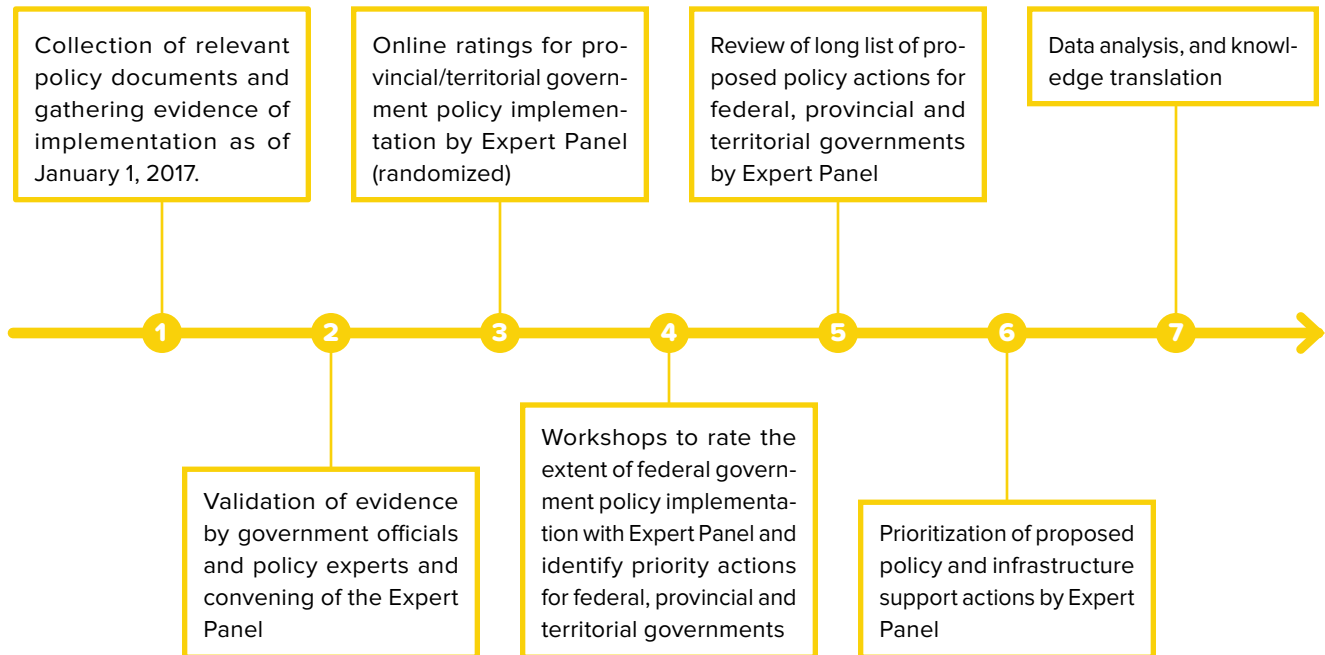 Collection of relevant
policy documents and
gathering evidence of
implementation as of
January 1, 2017.
Online ratings for pro-
vincial/territorial govern-
ment policy implemen-
tation by Expert Panel
(randomized)
Review of long list of pro-
posed policy actions for
federal, provincial and
territorial governments
by Expert Panel
Data analysis, and knowl-
edge translation
1
2
3
4
5
6
7
Validation of evidence
by government officials
and policy experts and
convening of the Expert
Panel
Workshops to rate the
extent of federal govern-
ment policy implementa-
tion with Expert Panel and
identify priority actions
for federal, provincial and
territorial governments
Prioritization of proposed
policy and infrastructure
support actions by Expert
Panel